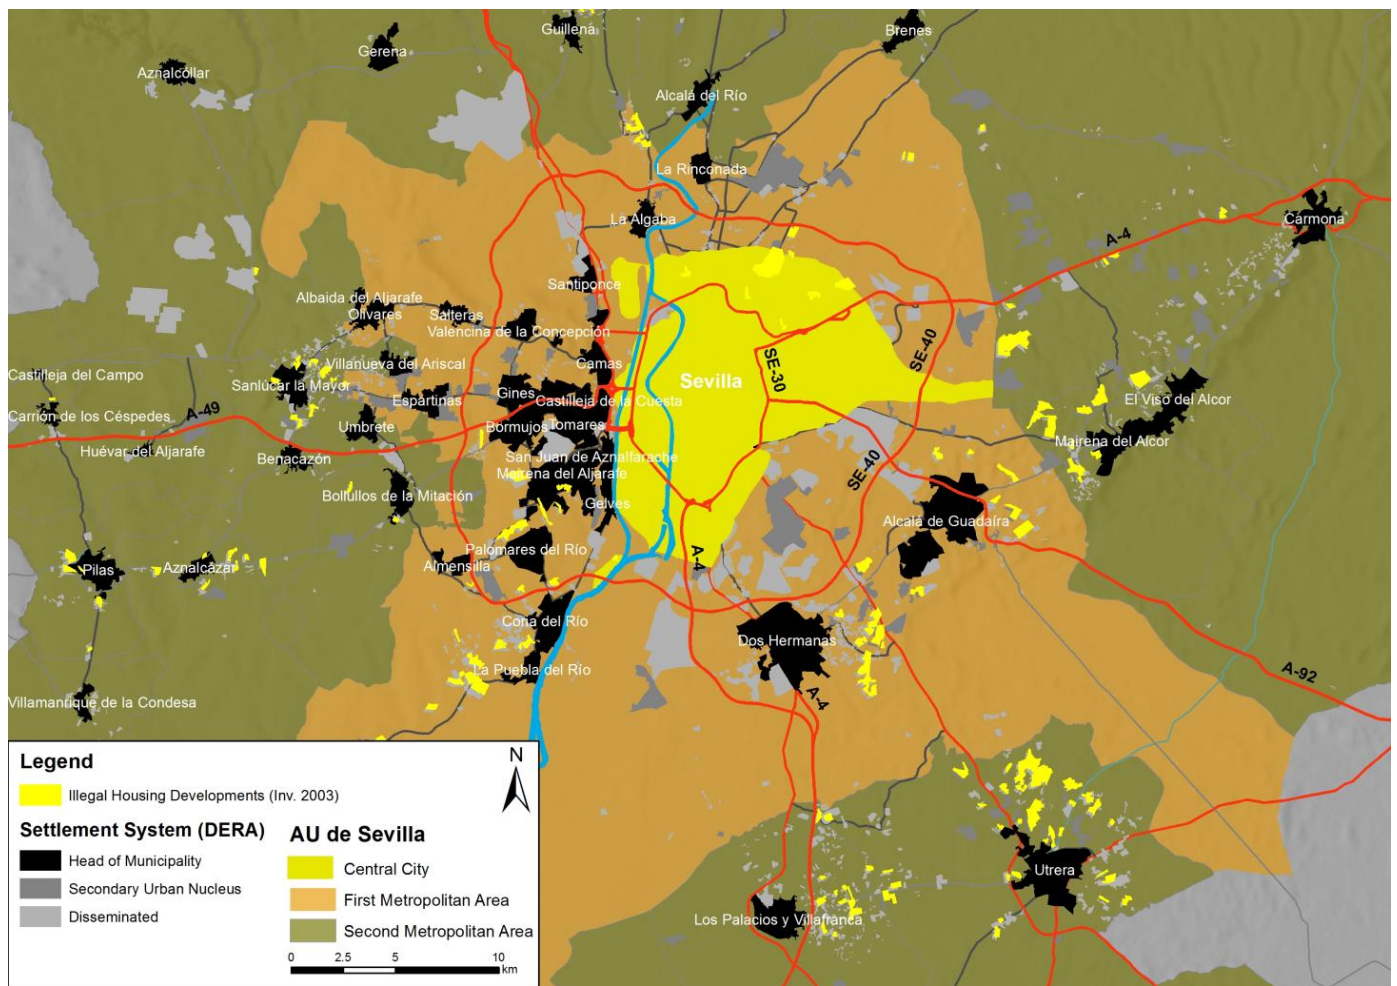 Guillena
Brenes
Gerena
Aznalcóllar
Alcalá del Río
La Rinconada
La Algaba
Carmona
A-4
Santiponce
Albaida del Aljarafe
Olivares
Salteras
Valencina de la Concepción
SE-40
SE-30
Villanueva del Ariscal
Camas
Castilleja del Campo
Sanlúcar la Mayor
Sevilla
Espartinas
Gines
Castilleja de la Cuesta
El Viso del Alcor
Carrión de los Céspedes
A-49
Umbrete
Bormujos
Tomares
Mairena del Alcor
Huévar del Aljarafe
Benacazón
San Juan de Aznalfarache
Mairena del Aljarafe
SE-40
Bollullos de la Mitación
Gelves
Alcalá de Guadaíra
Palomares del Río
A-4
Pilas
Aznalcázar
Almensilla
Coria del Río
Dos Hermanas
La Puebla del Río
A-92
A-4
Villamanrique de la Condesa
Utrera
Los Palacios y Villafranca
Legend
Illegal Housing Developments (Inv. 2003)
Settlement System (DERA)
Head of Municipality
Secondary Urban Nucleus
Disseminated
N
AU de Sevilla
Central City
First Metropolitan Area
Second Metropolitan Area
0 2.5 5 10
km